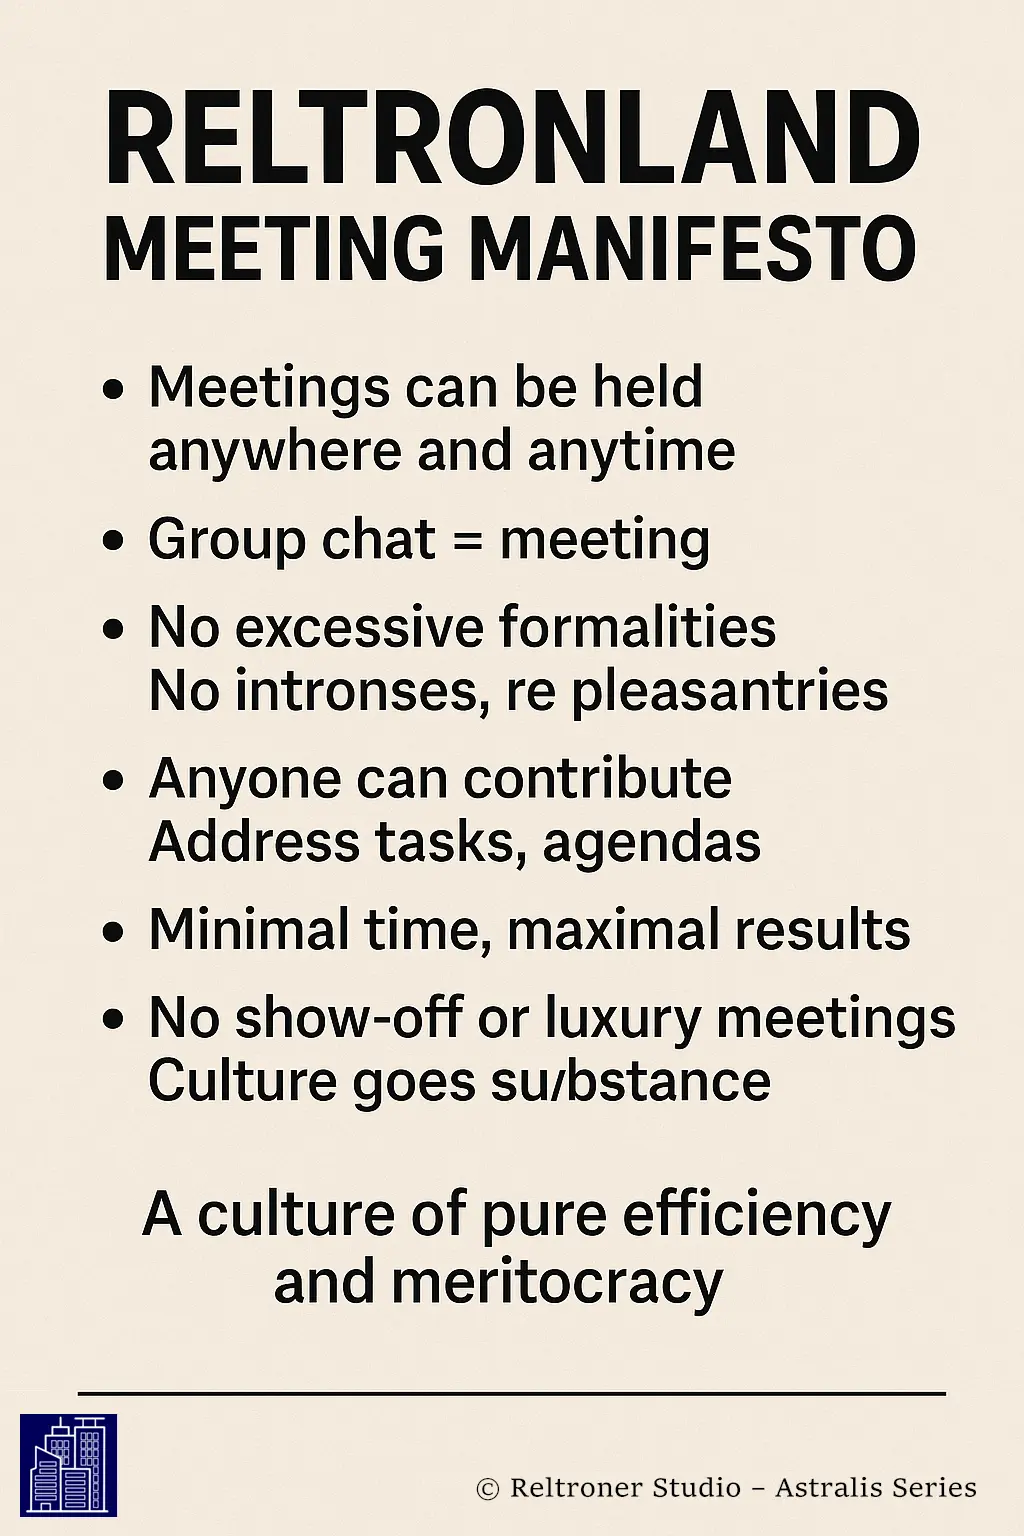 RELTRONLAND
MEETING MANIFESTO
• Meetings can be held
anywhere and anytime
• Group chat = meeting
• No excessive formalities
No intronses, re pleasantries
• Anyone can contribute
Address tasks, agendas
• Minimal time, maximal results
• No show-off or luxury meetings
Culture goes su/bstance
A culture of pure efficiency
and meritocracy
© Reltroner Studio – Astralis Series